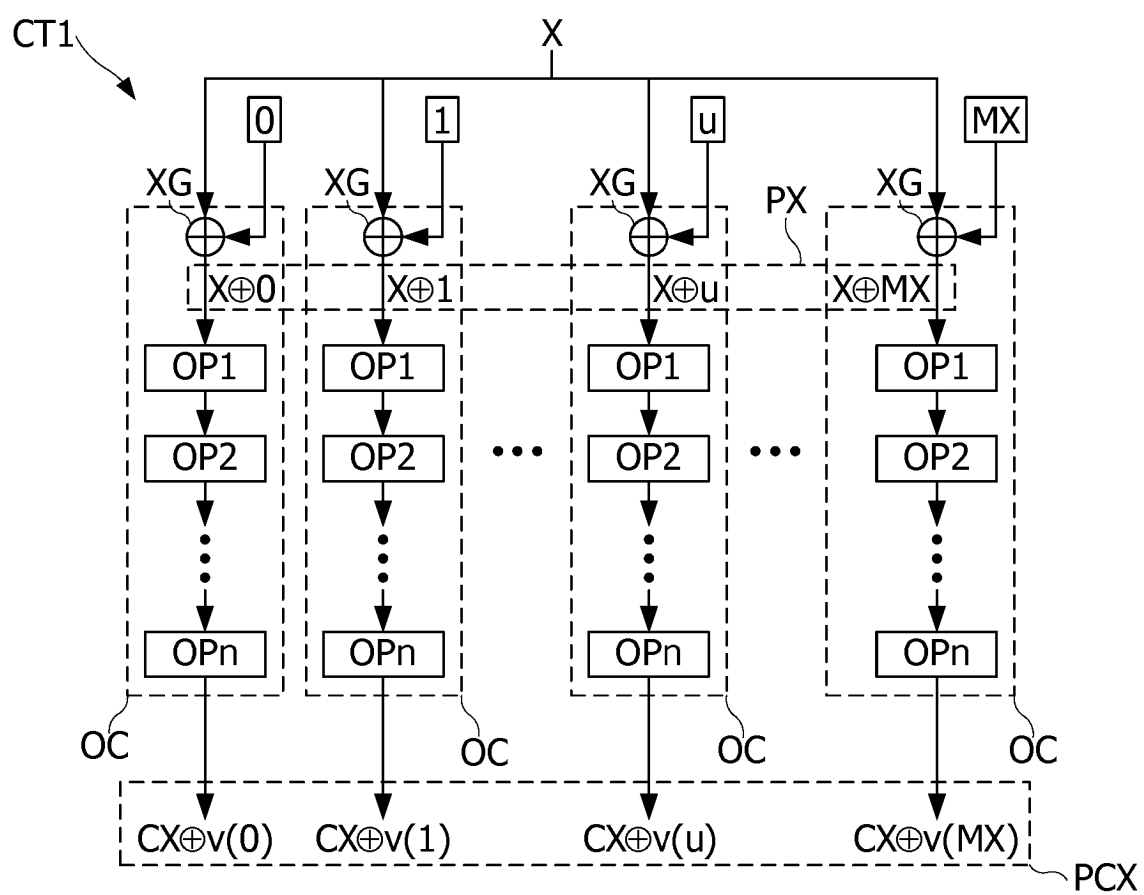 CT1
X
0 1 u MX
XG XG XG XG PX
X⊕0 X⊕1 X⊕u X⊕MX
OP1 OP1 OP1 OP1
OP2 OP2 ••• OP2 ••• OP2
OPn OPn OPn OPn
OC OC OC OC
CX⊕v(0) CX⊕v(1) CX⊕v(u) CX⊕v(MX)
PCX